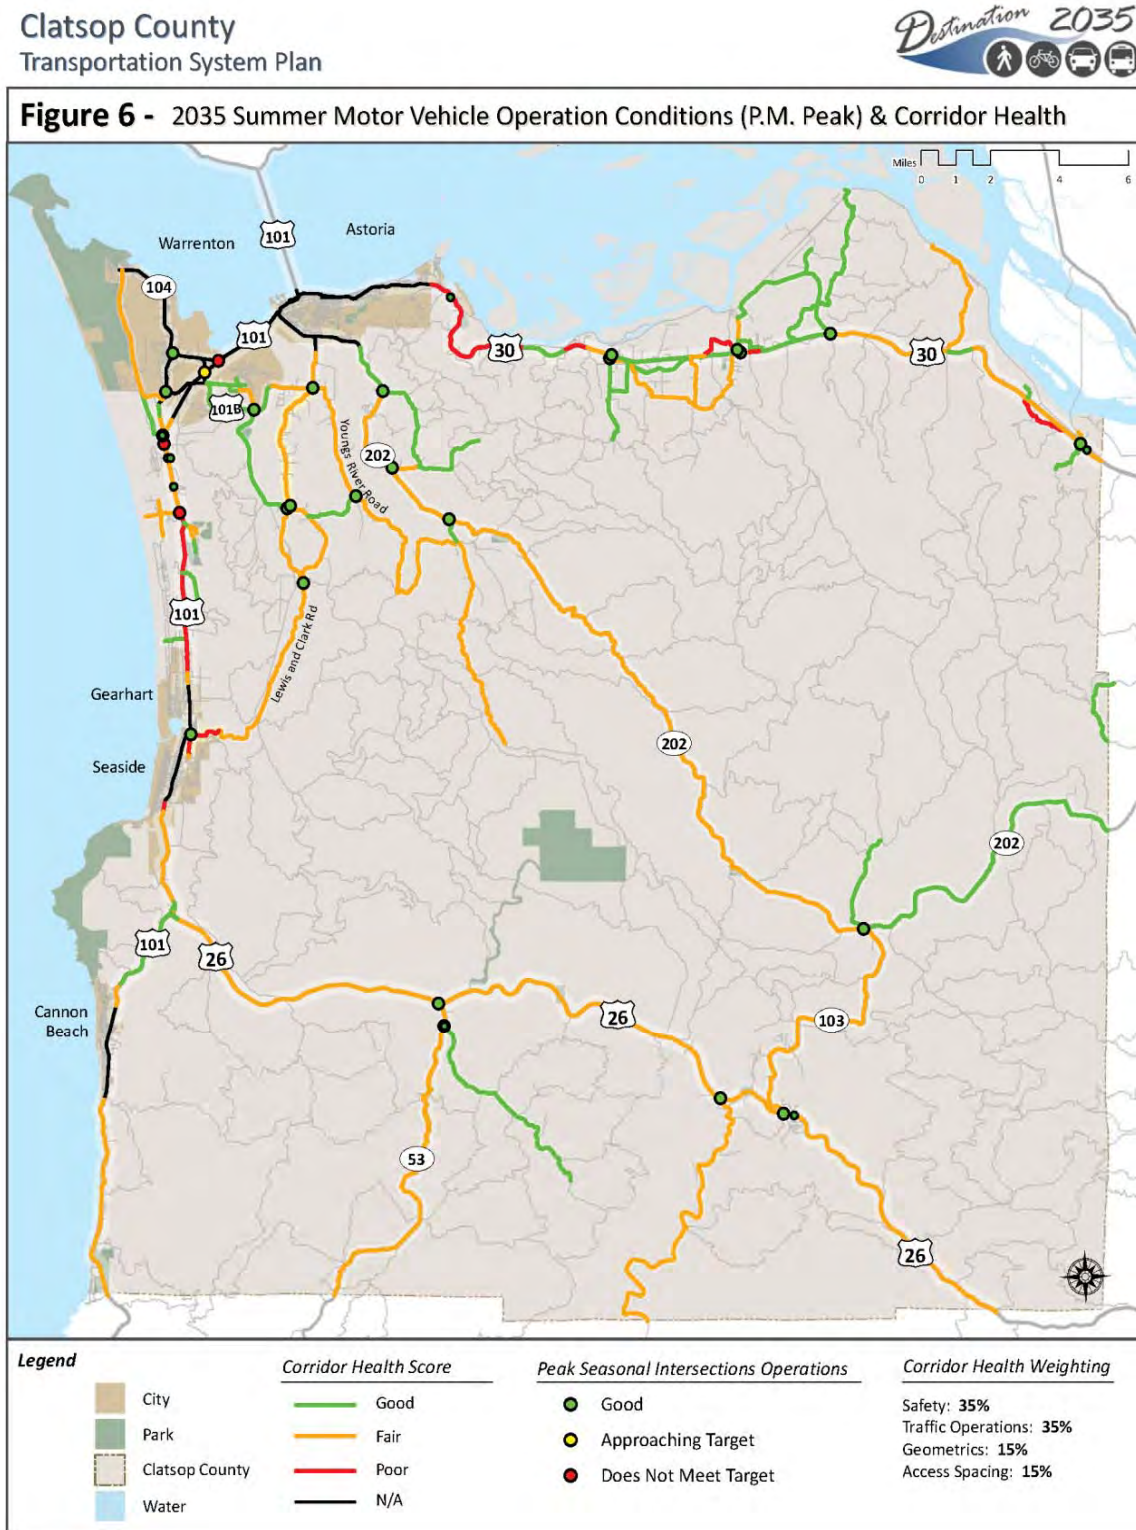 Clatsop County
Transportation System Plan
Destination 2035
Figure 6 - 2035 Summer Motor Vehicle Operation Conditions (P.M. Peak) & Corridor Health
Miles
0 1 2 4 6
Warrenton
101
Astoria
104
101
30
30
101B
Youngs River Road
202
101
Lewis and Clark Rd
Gearhart
Seaside
202
202
101
26
Cannon
Beach
26
103
53
26
Legend
City
Park
Clatsop County
Water
Corridor Health Score
Good
Fair
Poor
N/A
Peak Seasonal Intersections Operations
Good
Approaching Target
Does Not Meet Target
Corridor Health Weighting
Safety: 35%
Traffic Operations: 35%
Geometrics: 15%
Access Spacing: 15%